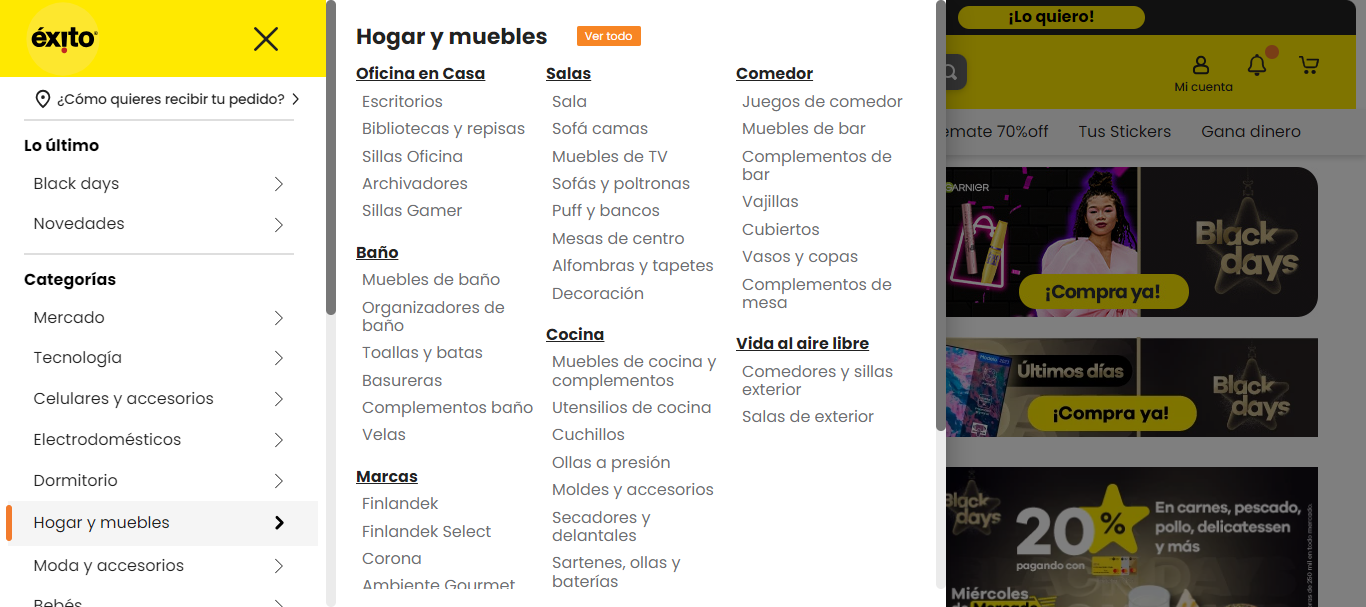 éxito
¿Cómo quieres recibir tu pedido?
Lo último
Black days
Novedades
Categorías
Mercado
Tecnología
Celulares y accesorios
Electrodomésticos
Dormitorio
Hogar y muebles
Moda y accesorios
Bebés
Hogar y muebles
Ver todo
Oficina en Casa
Escritorios
Bibliotecas y repisas
Sillas Oficina
Archivadores
Sillas Gamer
Baño
Muebles de baño
Organizadores de
baño
Toallas y batas
Basureras
Complementos baño
Velas
Marcas
Finlandek
Finlandek Select
Corona
Ambiente Gourmet
Salas
Sala
Sofá camas
Muebles de TV
Sofás y poltronas
Puff y bancos
Mesas de centro
Alfombras y tapetes
Decoración
Cocina
Muebles de cocina y
complementos
Utensilios de cocina
Cuchillos
Ollas a presión
Moldes y accesorios
Secadores y
delantales
Sartenes, ollas y
baterías
Comedor
Juegos de comedor
Muebles de bar
Complementos de
bar
Vajillas
Cubiertos
Vasos y copas
Complementos de
mesa
Vida al aire libre
Comedores y sillas
exterior
Salas de exterior
¡Lo quiero!
Mi cuenta
emate 70%off
Tus Stickers
Gana dinero
GARNIER
Black
days
¡Compra ya!
Últimos días
¡Compra ya!
Black
days
Black
days
20%
pagando con
En carnes, pescado,
pollo, delicatessen
y más
Miércoles
de Mercado